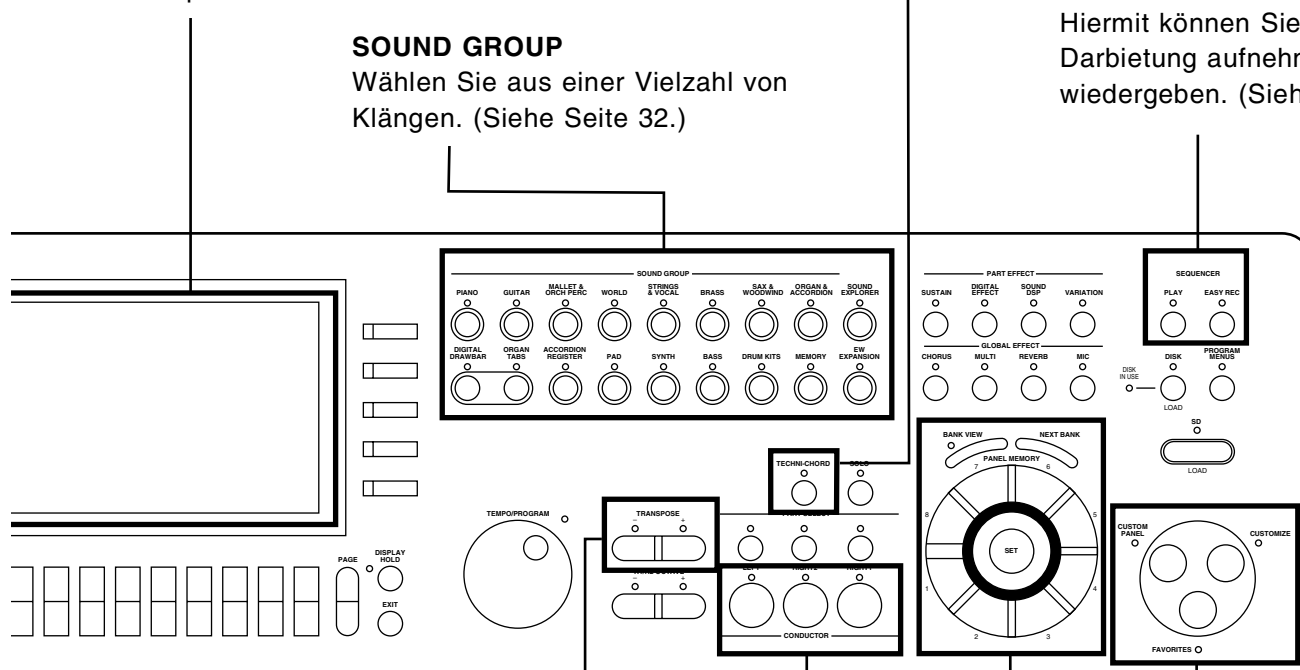 SOUND GROUP
Wählen Sie aus einer Vielzahl von
Klängen. (Siehe Seite 32.)
Hiermit können Sie
Darbietung aufnehm
wiedergeben. (Sieh
SOUND GROUP
PIANO GUITAR MALLET & ORCH PERC WORLD STRINGS & VOCAL BRASS SAX & WOODWIND ORGAN & ACCORDION SOUND EXPLORER
DIGITAL DRAWBAR ORGAN TABS ACCORDION REGISTER PAD SYNTH BASS DRUM KITS MEMORY EW EXPANSION
PART EFFECT
SUSTAIN DIGITAL EFFECT SOUND DSP VARIATION
GLOBAL EFFECT
CHORUS MULTI REVERB MIC
SEQUENCER
PLAY EASY REC
DISK IN USE
DISK
PROGRAM MENUS
LOAD
SD
LOAD
TECHNI-CHORD SOLO
TEMPO/PROGRAM
TRANSPOSE
− +
− +
LEFT RIGHT2 RIGHT1
CONDUCTOR
BANK VIEW NEXT BANK
PANEL MEMORY
7 6
8 5
SET
1 4
2 3
CUSTOM PANEL
CUSTOMIZE
FAVORITES
PAGE
DISPLAY HOLD
EXIT